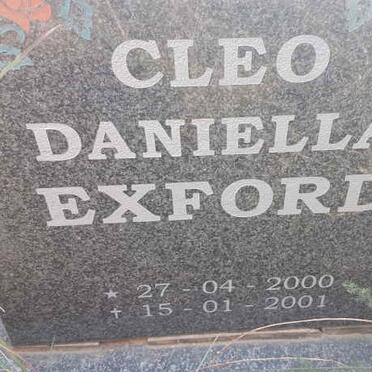 CLEO
DANIELLA
EXFORD
* 27 - 04 - 2000
† 15 - 01 - 2001